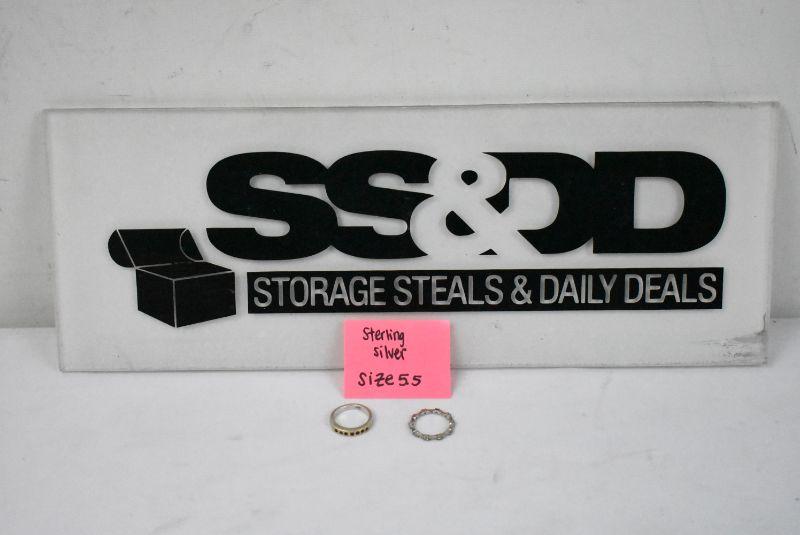 SS&DD
STORAGE STEALS & DAILY DEALS
Sterling
Silver
Size 5.5